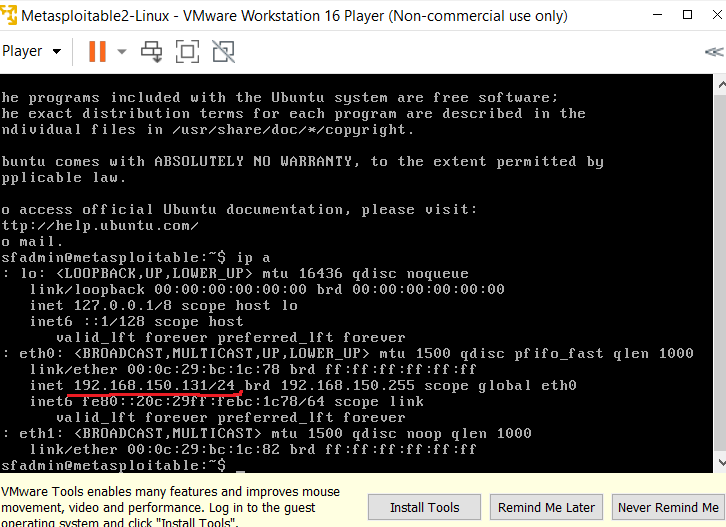 Metasploitable2-Linux - VMware Workstation 16 Player (Non-commercial use only)
Player
he programs included with the Ubuntu system are free software;
he exact distribution terms for each program are described in the
ndividual files in /usr/share/doc/*/copyright.
buntu comes with ABSOLUTELY NO WARRANTY, to the extent permitted by
pplicable law.
o access official Ubuntu documentation, please visit:
ttp://help.ubuntu.com/
o mail.
sfadmin@metasploitable:~$ ip a
: lo: <LOOPBACK,UP,LOWER_UP> mtu 16436 qdisc noqueue
link/loopback 00:00:00:00:00:00 brd 00:00:00:00:00:00
inet 127.0.0.1/8 scope host lo
inet6 ::1/128 scope host
valid_lft forever preferred_lft forever
: eth0: <BROADCAST,MULTICAST,UP,LOWER_UP> mtu 1500 qdisc pfifo_fast qlen 1000
link/ether 00:0c:29:bc:1c:78 brd ff:ff:ff:ff:ff:ff
inet 192.168.150.131/24 brd 192.168.150.255 scope global eth0
inet6 fe80::20c:29ff:febc:1c78/64 scope link
valid_lft forever preferred_lft forever
: eth1: <BROADCAST,MULTICAST> mtu 1500 qdisc noop qlen 1000
link/ether 00:0c:29:bc:1c:82 brd ff:ff:ff:ff:ff:ff
sfadmin@metasploitable:~$ _
VMware Tools enables many features and improves mouse
movement, video and performance. Log in to the guest
operating system and click "Install Tools".
Install Tools
Remind Me Later
Never Remind Me